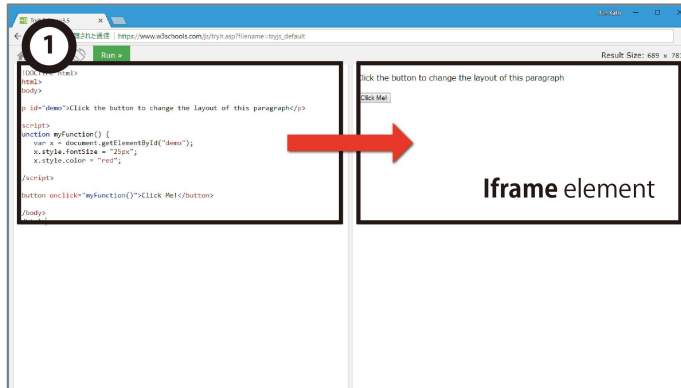 https://www.w3schools.com/js/tryit.asp?filename=tryjs_default
1
Run »
Result Size: 689 x 78
!DOCTYPE html>
html>
body>
p id="demo">Click the button to change the layout of this paragraph</p>
script>
unction myFunction() {
var x = document.getElementById("demo");
x.style.fontSize = "25px";
x.style.color = "red";
/script>
button onclick="myFunction()">Click Me!</button>
/body>
lick the button to change the layout of this paragraph
Click Me!
Iframe element